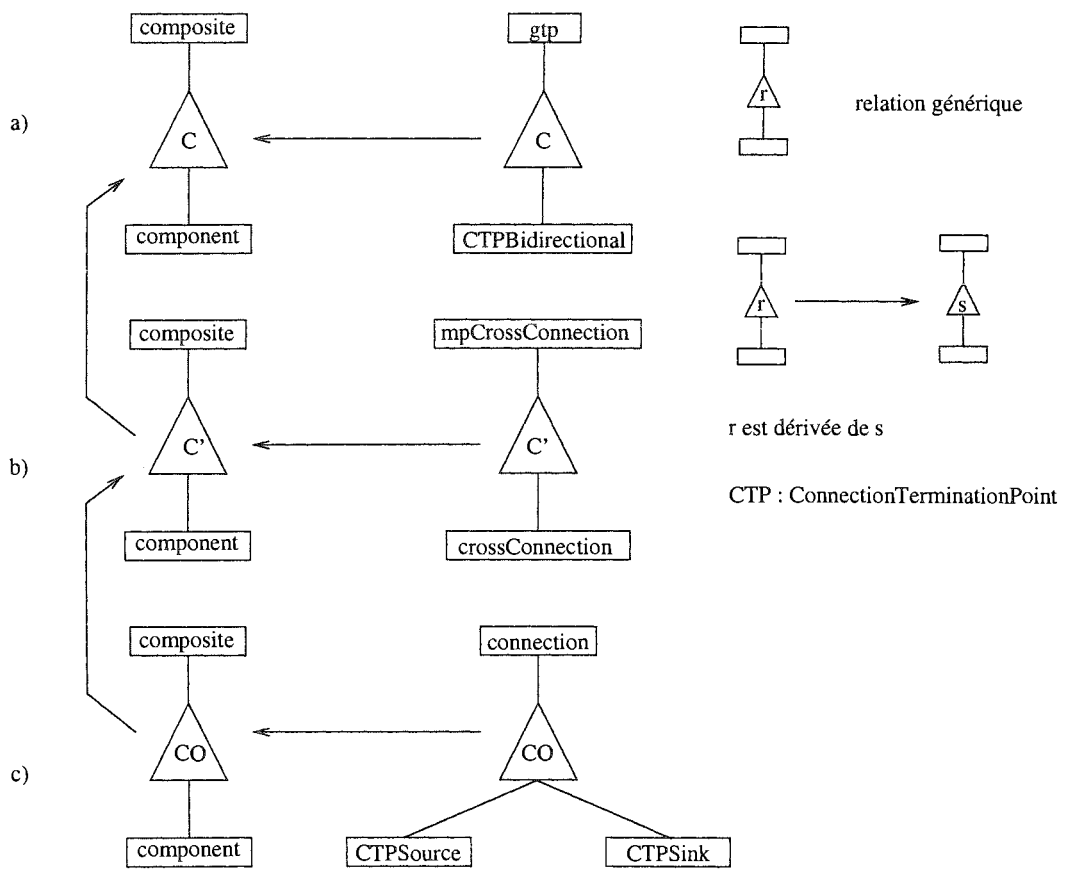 composite
gtp
a)
C
C
r
relation générique
component
CTPBidirectional
r
s
composite
mpCrossConnection
r est dérivée de s
b)
C'
C'
CTP : ConnectionTerminationPoint
component
crossConnection
composite
connection
c)
CO
CO
component
CTPSource
CTPSink